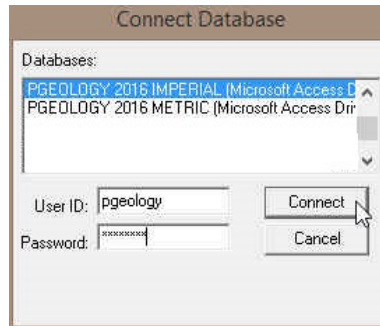 Connect Database
Databases:
PGEOLOGY 2016 IMPERIAL (Microsoft Access D
PGEOLOGY 2016 METRIC (Microsoft Access Dri
User ID: pgeology
Connect
Password: ********
Cancel